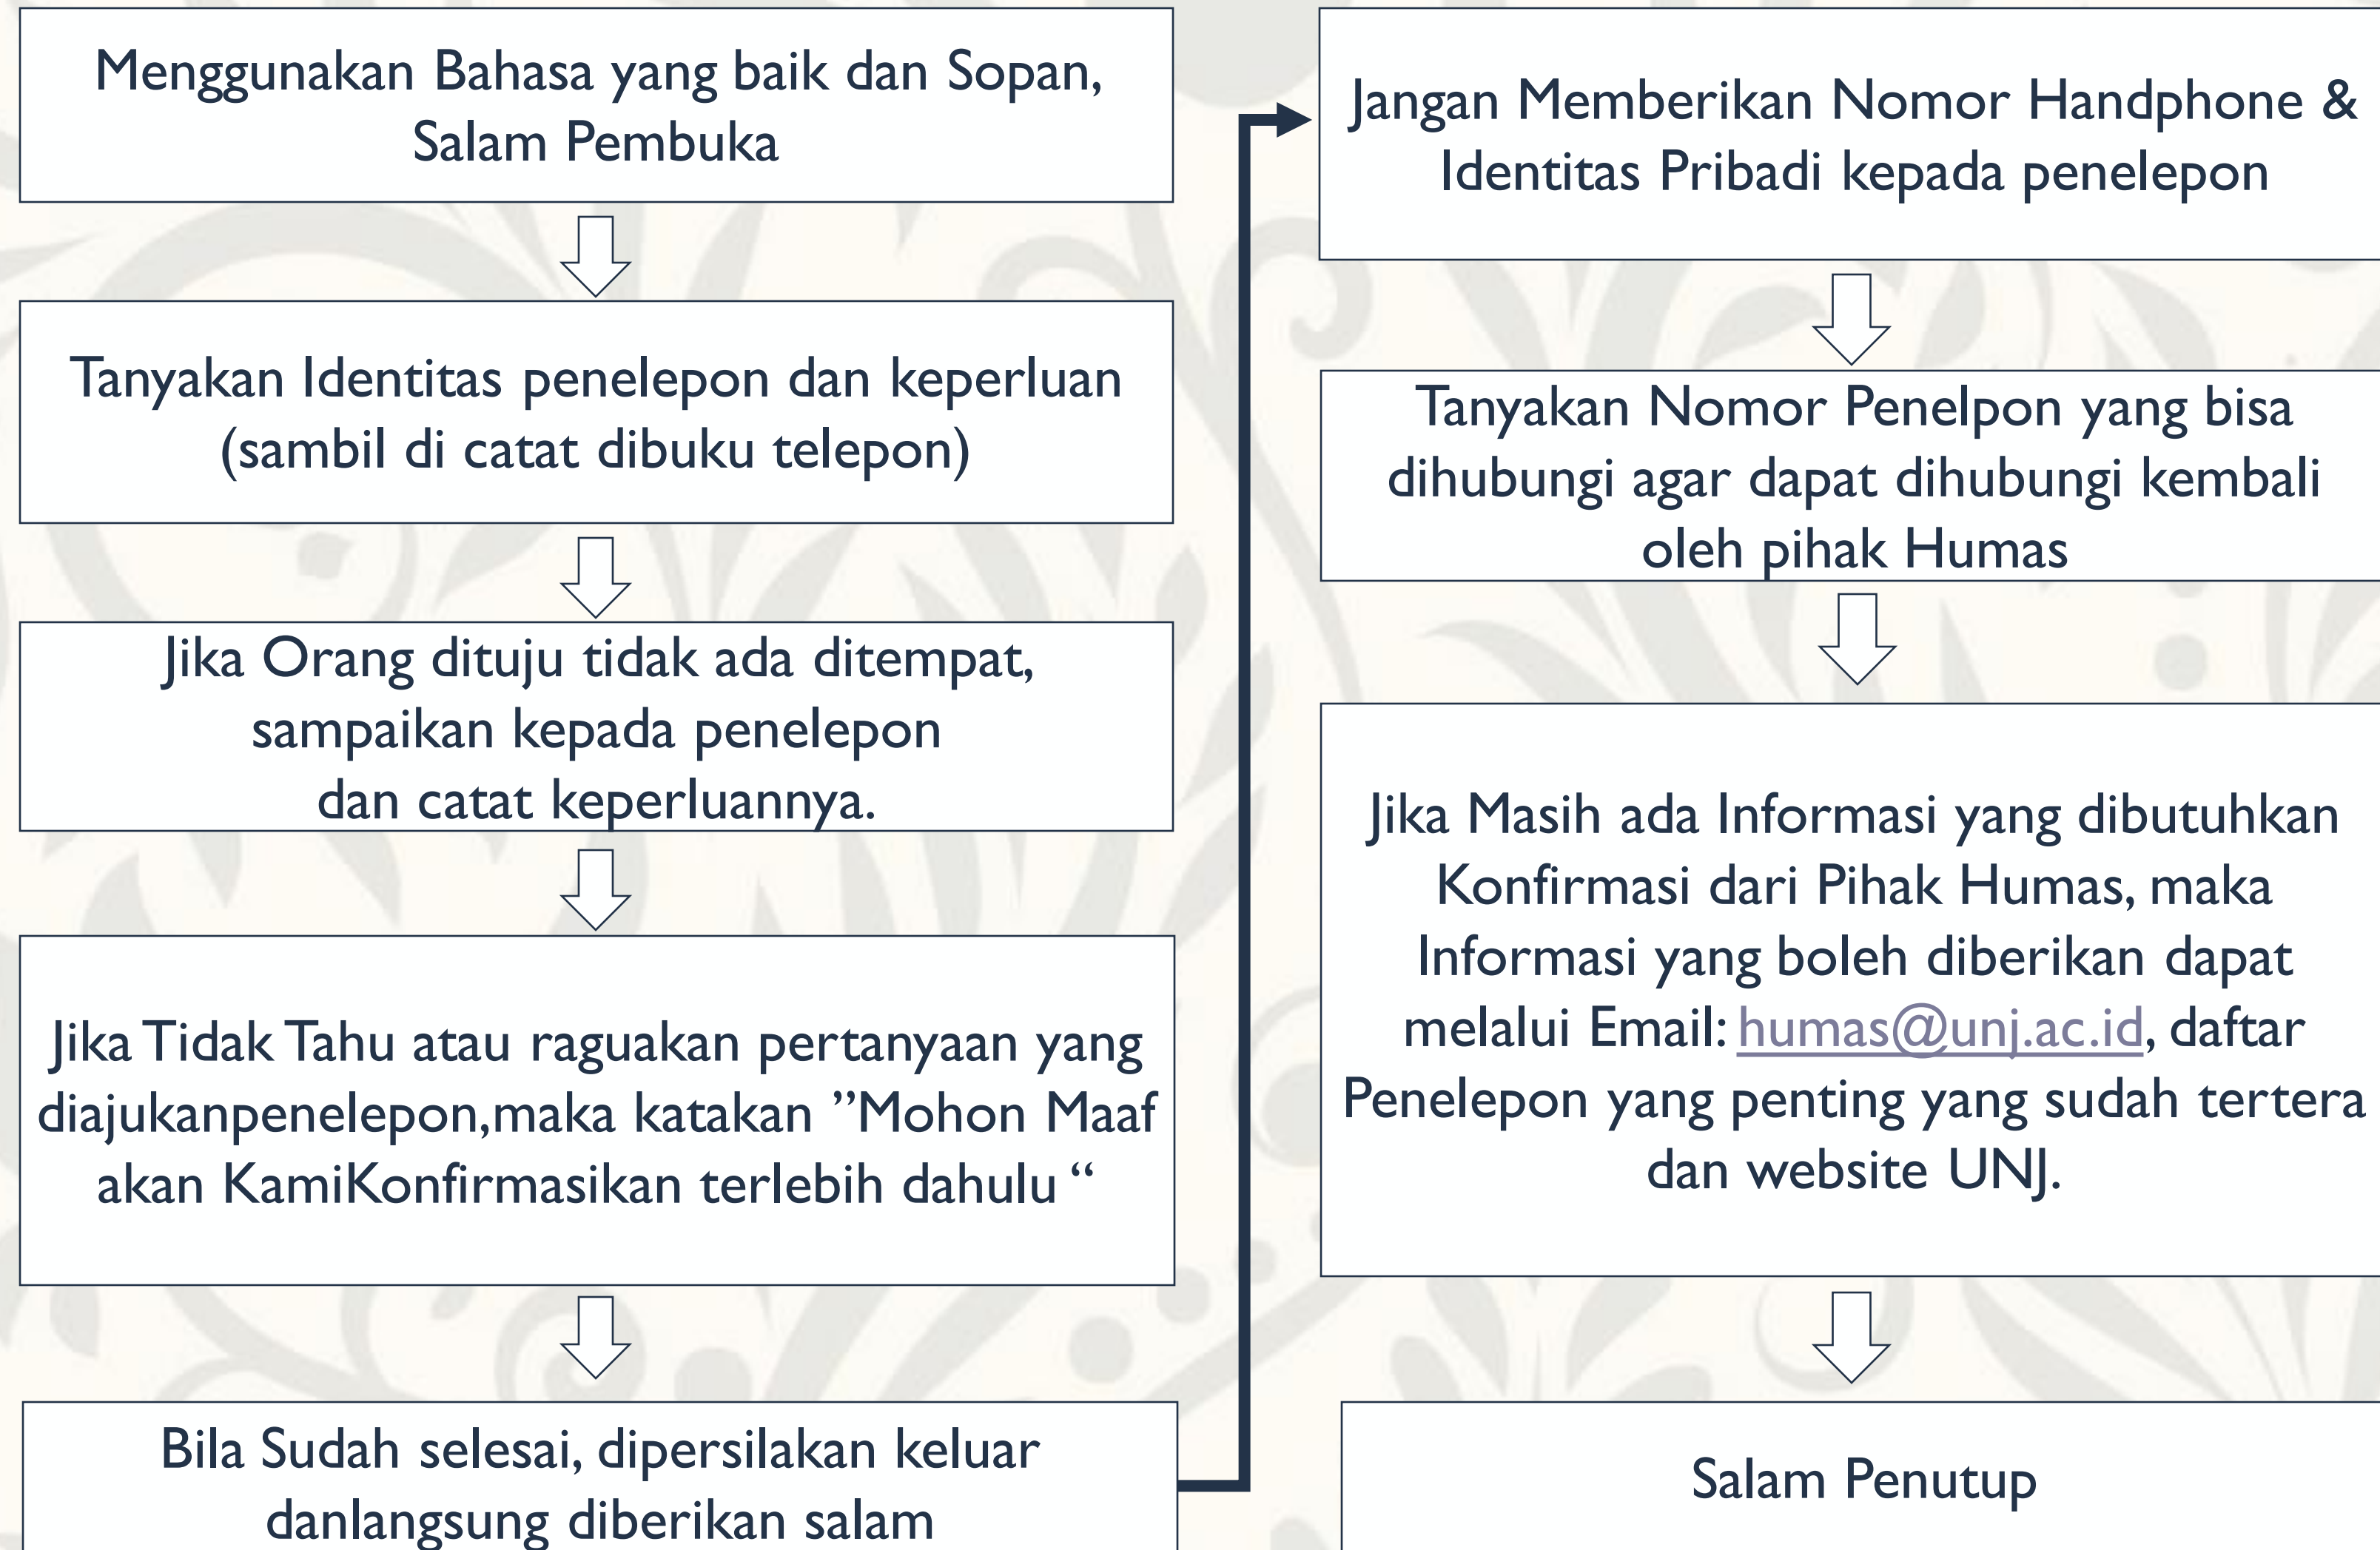 Menggunakan Bahasa yang baik dan Sopan,
Salam Pembuka
Tanyakan Identitas penelepon dan keperluan
(sambil di catat dibuku telepon)
Jika Orang dituju tidak ada ditempat,
sampaikan kepada penelepon
dan catat keperluannya.
Jika Tidak Tahu atau raguakan pertanyaan yang
diajukanpenelepon,maka katakan ”Mohon Maaf
akan KamiKonfirmasikan terlebih dahulu “
Bila Sudah selesai, dipersilakan keluar
danlangsung diberikan salam
Jangan Memberikan Nomor Handphone &
Identitas Pribadi kepada penelepon
Tanyakan Nomor Penelpon yang bisa
dihubungi agar dapat dihubungi kembali
oleh pihak Humas
Jika Masih ada Informasi yang dibutuhkan
Konfirmasi dari Pihak Humas, maka
Informasi yang boleh diberikan dapat
melalui Email: humas@unj.ac.id, daftar
Penelepon yang penting yang sudah tertera
dan website UNJ.
Salam Penutup